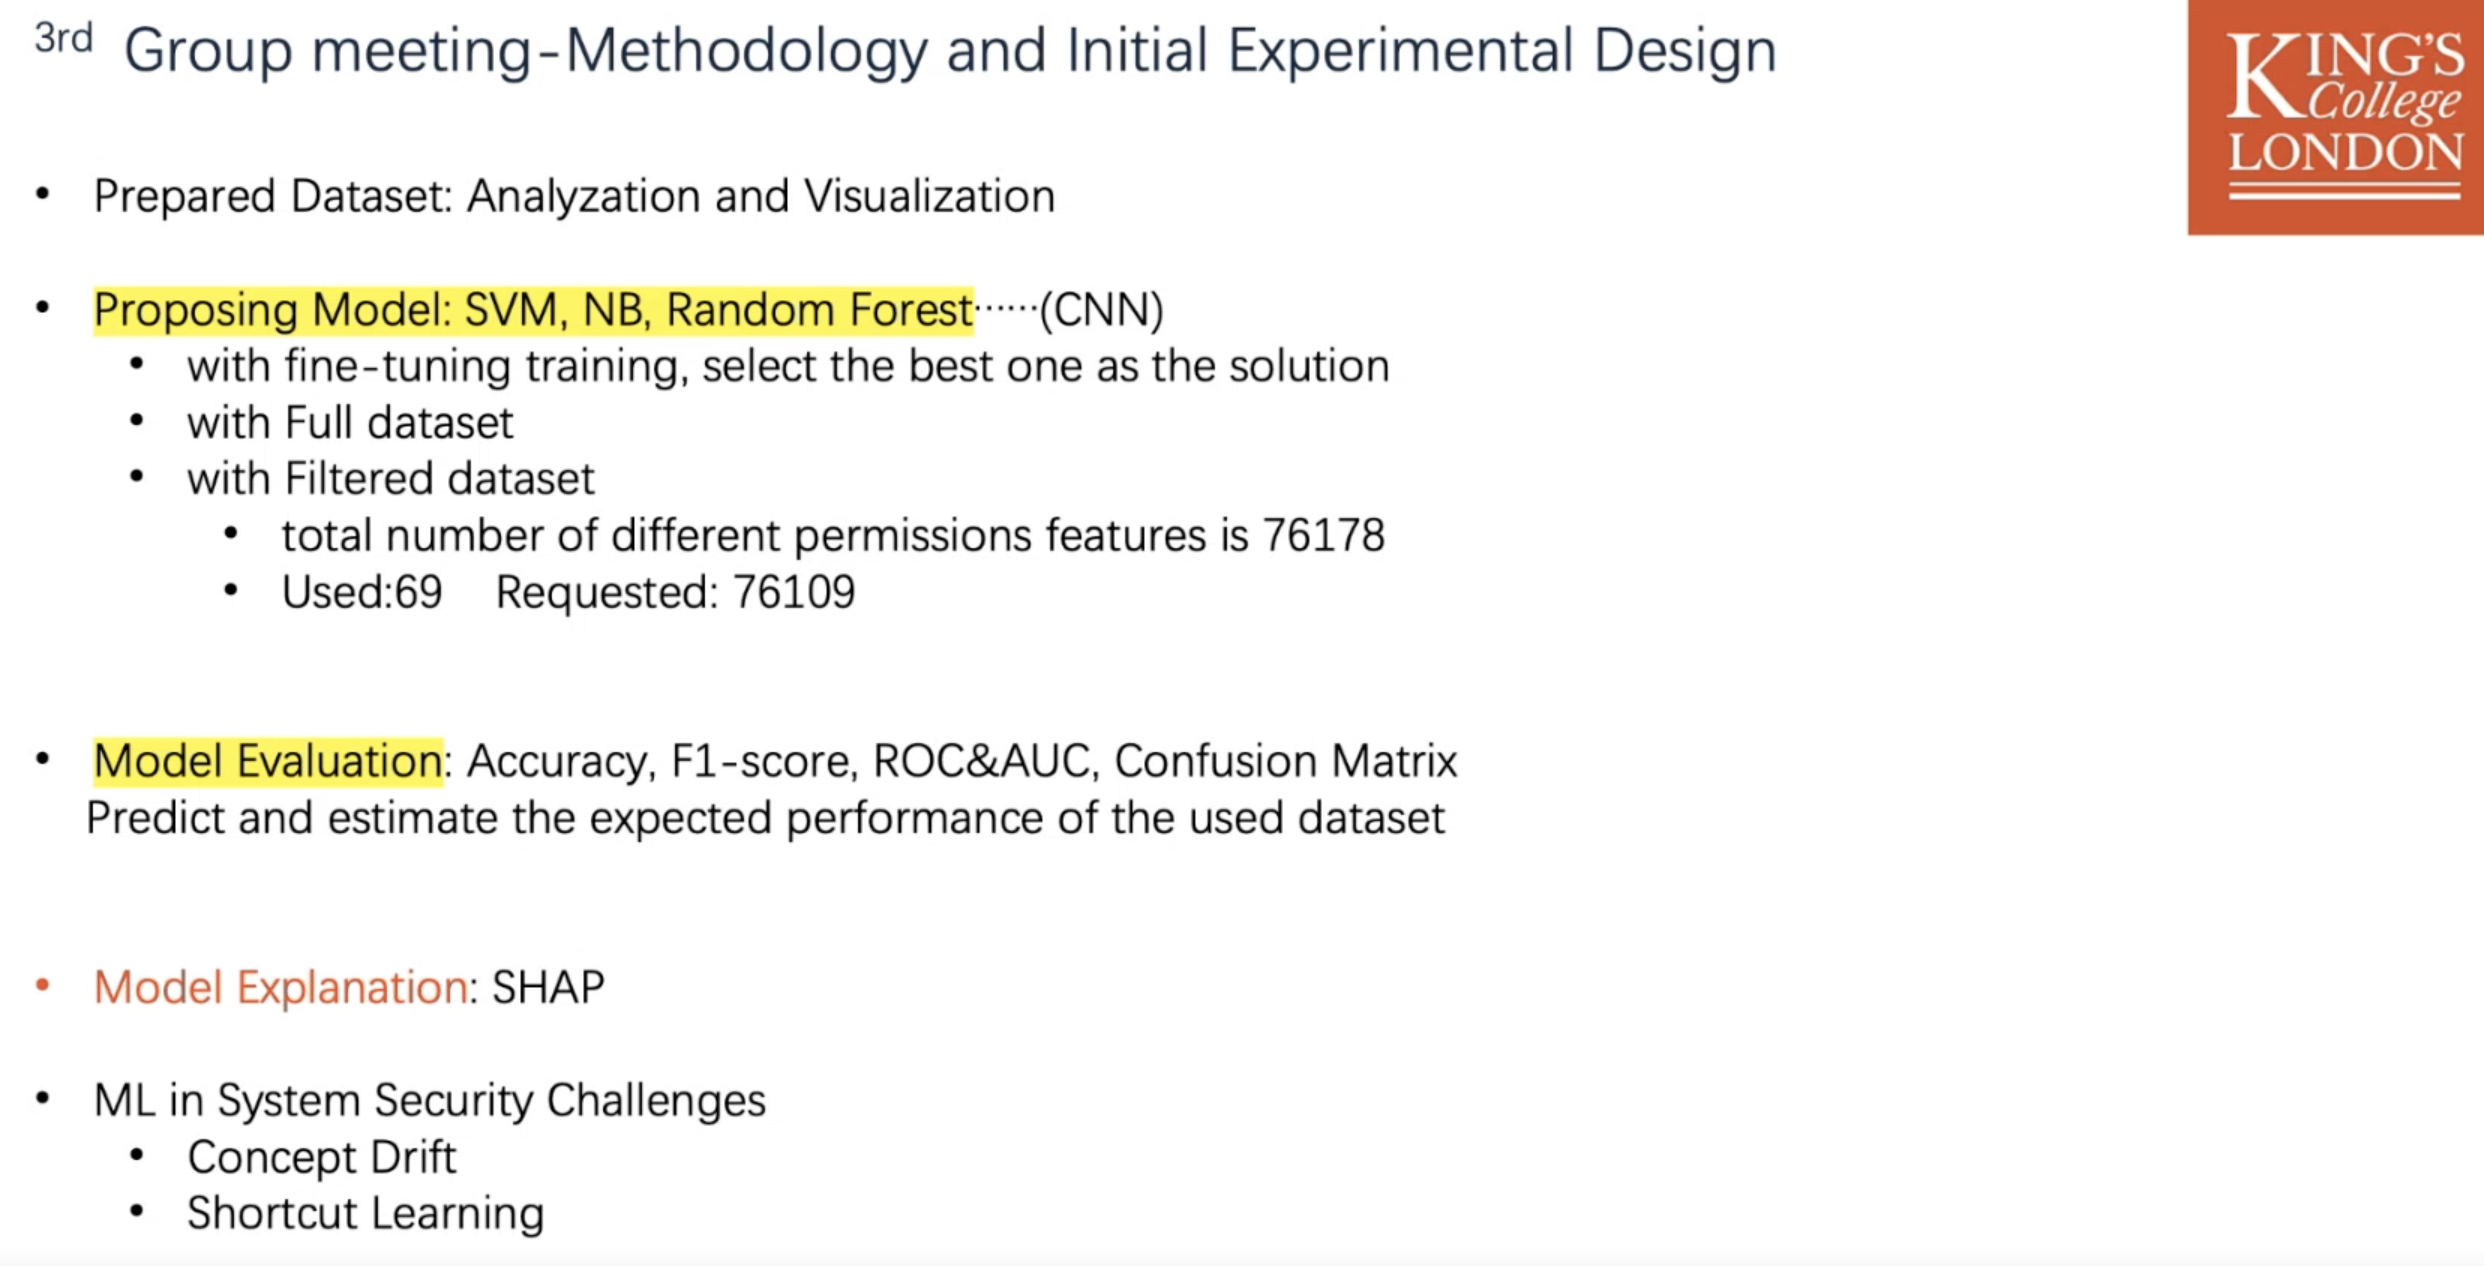 3rd Group meeting-Methodology and Initial Experimental Design
KING'S
College
LONDON
• Prepared Dataset: Analyzation and Visualization
• Proposing Model: SVM, NB, Random Forest……(CNN)
• with fine-tuning training, select the best one as the solution
• with Full dataset
• with Filtered dataset
• total number of different permissions features is 76178
• Used:69 Requested: 76109
• Model Evaluation: Accuracy, F1-score, ROC&AUC, Confusion Matrix
Predict and estimate the expected performance of the used dataset
• Model Explanation: SHAP
• ML in System Security Challenges
• Concept Drift
• Shortcut Learning